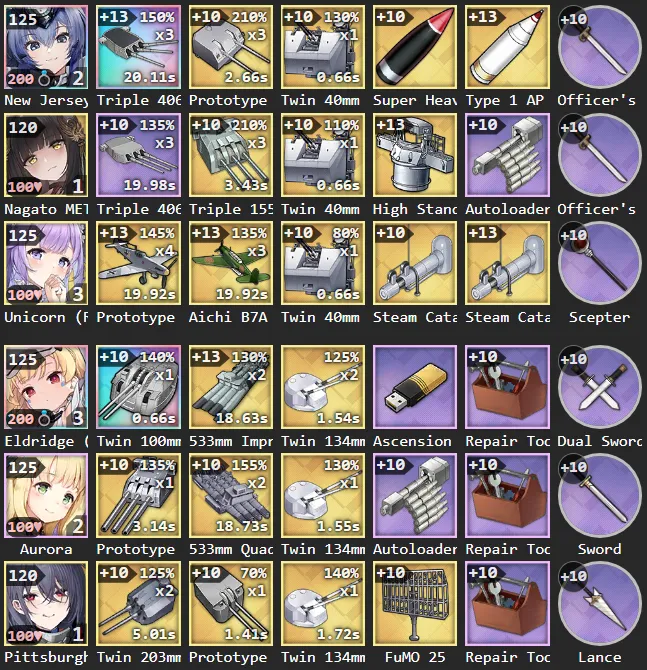 125 +13 150% +10 210% +10 130% +10 +13 +10
x3 x3 x1
200 2 20.11s 2.66s 0.66s
New Jersey Triple 406 Prototype Twin 40mm Super Heav Type 1 AP Officer's
120 +10 135% +10 210% +10 110% +13 +10 +10
x3 x3 x1
100♥ 1 19.98s 3.43s 0.66s
Nagato MET Triple 406 Triple 155 Twin 40mm High Stand Autoloader Officer's
125 +13 145% +13 135% +10 80% +10 +13 +10
x4 x3 x1
100♥ 3 19.92s 19.92s 0.66s
Unicorn (R Prototype Aichi B7A Twin 40mm Steam Cata Steam Cata Scepter
125 +10 140% +13 130% 125% +10 +10
x1 x2 x2
200 3 0.66s 18.63s 1.54s
Eldridge ( Twin 100mm 533mm Impr Twin 134mm Ascension Repair Too Dual Sword
125 +10 135% +10 155% 130% +10 +10 +10
x1 x2 x1
100♥ 2 3.14s 18.73s 1.55s
Aurora Prototype 533mm Quad Twin 134mm Autoloader Repair Too Sword
120 +10 125% +10 70% 140% +10 +10 +10
x2 x1 x1
100♥ 1 5.01s 1.41s 1.72s
Pittsburgh Twin 203mm Prototype Twin 134mm FuMO 25 Repair Too Lance